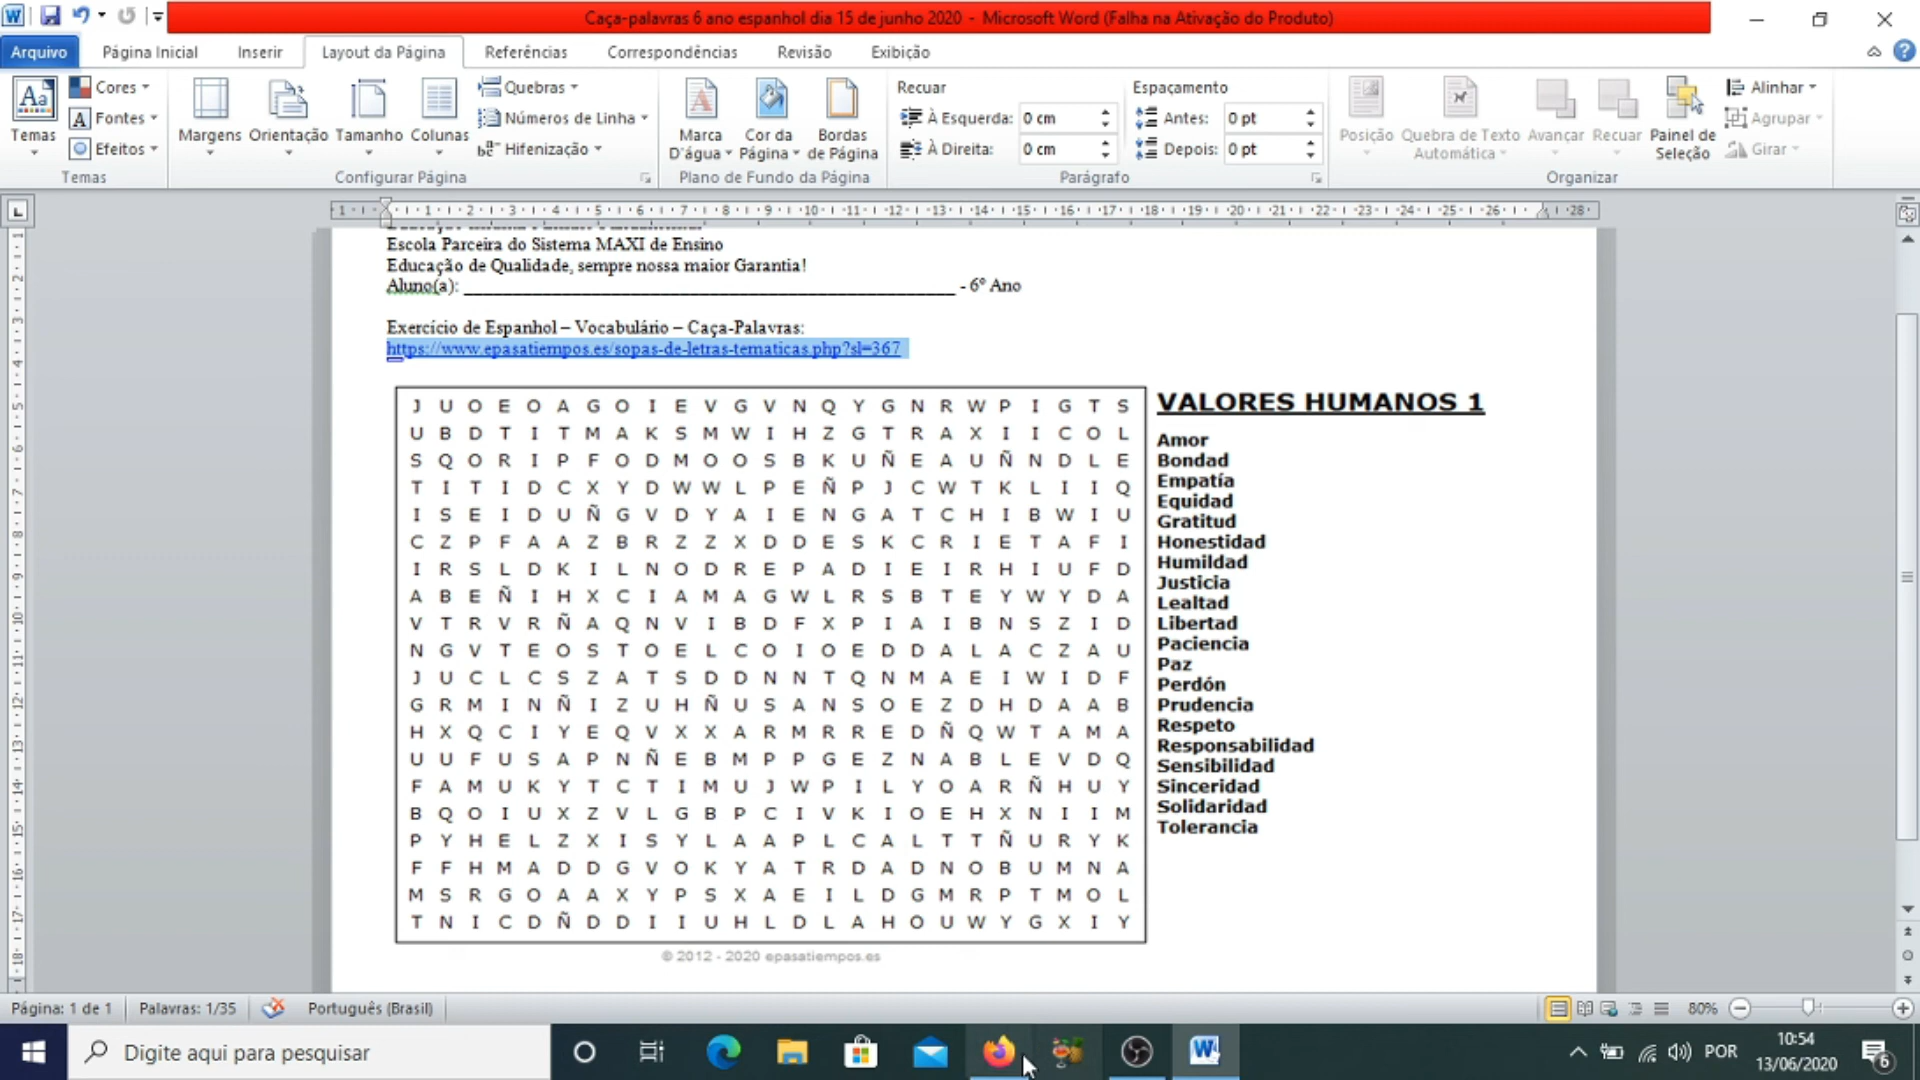 Caça-palavras 6 ano espanhol dia 15 de junho 2020 - Microsoft Word (Falha na Ativação do Produto)
Arquivo Página Inicial Inserir Layout da Página Referências Correspondências Revisão Exibição
Temas
Cores
Fontes
Efeitos
Temas
Margens
Orientação
Tamanho
Colunas
Quebras
Números de Linha
Hifenização
Configurar Página
Marca D'água
Cor da Página
Bordas de Página
Plano de Fundo da Página
Recuar
À Esquerda: 0 cm
À Direita: 0 cm
Espaçamento
Antes: 0 pt
Depois: 0 pt
Parágrafo
Posição
Quebra de Texto Automática
Avançar
Recuar
Painel de Seleção
Alinhar
Agrupar
Girar
Organizar
Escola Parceira do Sistema MAXI de Ensino
Educação de Qualidade, sempre nossa maior Garantia!
Aluno(a): ___________________________________________________ - 6º Ano
Exercício de Espanhol – Vocabulário – Caça-Palavras:
https://www.epasatiempos.es/sopas-de-letras-tematicas.php?sl=367
J U O E O A G O I E V G V N Q Y G N R W P I G T S
U B D T I T M A K S M W I H Z G T R A X I I C O L
S Q O R I P F O D M O O S B K U Ñ E A U Ñ N D L E
T I T I D C X Y D W W L P E Ñ P J C W T K L I I Q
I S E I D U Ñ G V D Y A I E N G A T C H I B W I U
C Z P F A A Z B R Z Z X D D E S K C R I E T A F I
I R S L D K I L N O D R E P A D I E I R H I U F D
A B E Ñ I H X C I A M A G W L R S B T E Y W Y D A
V T R V R Ñ A Q N V I B D F X P I A I B N S Z I D
N G V T E O S T O E L C O I O E D D A L A C Z A U
J U C L C S Z A T S D D N N T Q N M A E I W I D F
G R M I N Ñ I Z U H Ñ U S A N S O E Z D H D A A B
H X Q C I Y E Q V X X A R M R R E D Ñ Q W T A M A
U U F U S A P N Ñ E B M P P G E Z N A B L E V D Q
F A M U K Y T C T I M U J W P I L Y O A R Ñ H U Y
B Q O I U X Z V L G B P C I V K I O E H X N I I M
P Y H E L Z X I S Y L A A P L C A L T T Ñ U R Y K
F F H M A D D G V O K Y A T R D A D N O B U M N A
M S R G O A A X Y P S X A E I L D G M R P T M O L
T N I C D Ñ D D I I U H L D L A H O U W Y G X I Y
© 2012 - 2020 epasatiempos.es
VALORES HUMANOS 1
Amor
Bondad
Empatía
Equidad
Gratitud
Honestidad
Humildad
Justicia
Lealtad
Libertad
Paciencia
Paz
Perdón
Prudencia
Respeto
Responsabilidad
Sensibilidad
Sinceridad
Solidaridad
Tolerancia
Página: 1 de 1 Palavras: 1/35 Português (Brasil) 80%
Digite aqui para pesquisar
POR
10:54
13/06/2020
6